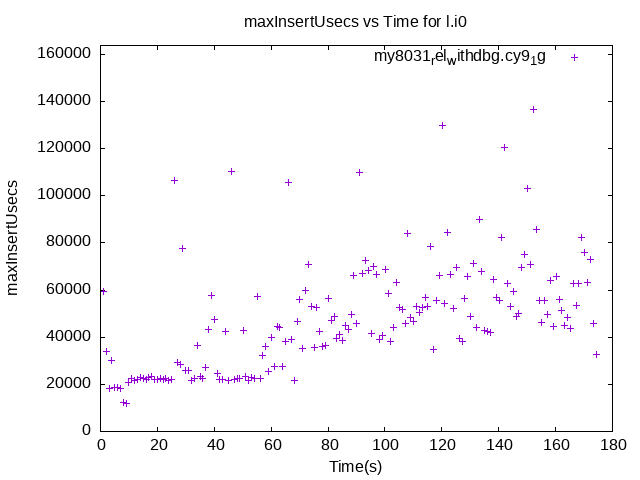 maxInsertUsecs vs Time for l.i0
my8031relwithdbg.cy91g
160000
140000
120000
100000
80000
60000
40000
20000
0
maxInsertUsecs
0 20 40 60 80 100 120 140 160 180
Time(s)